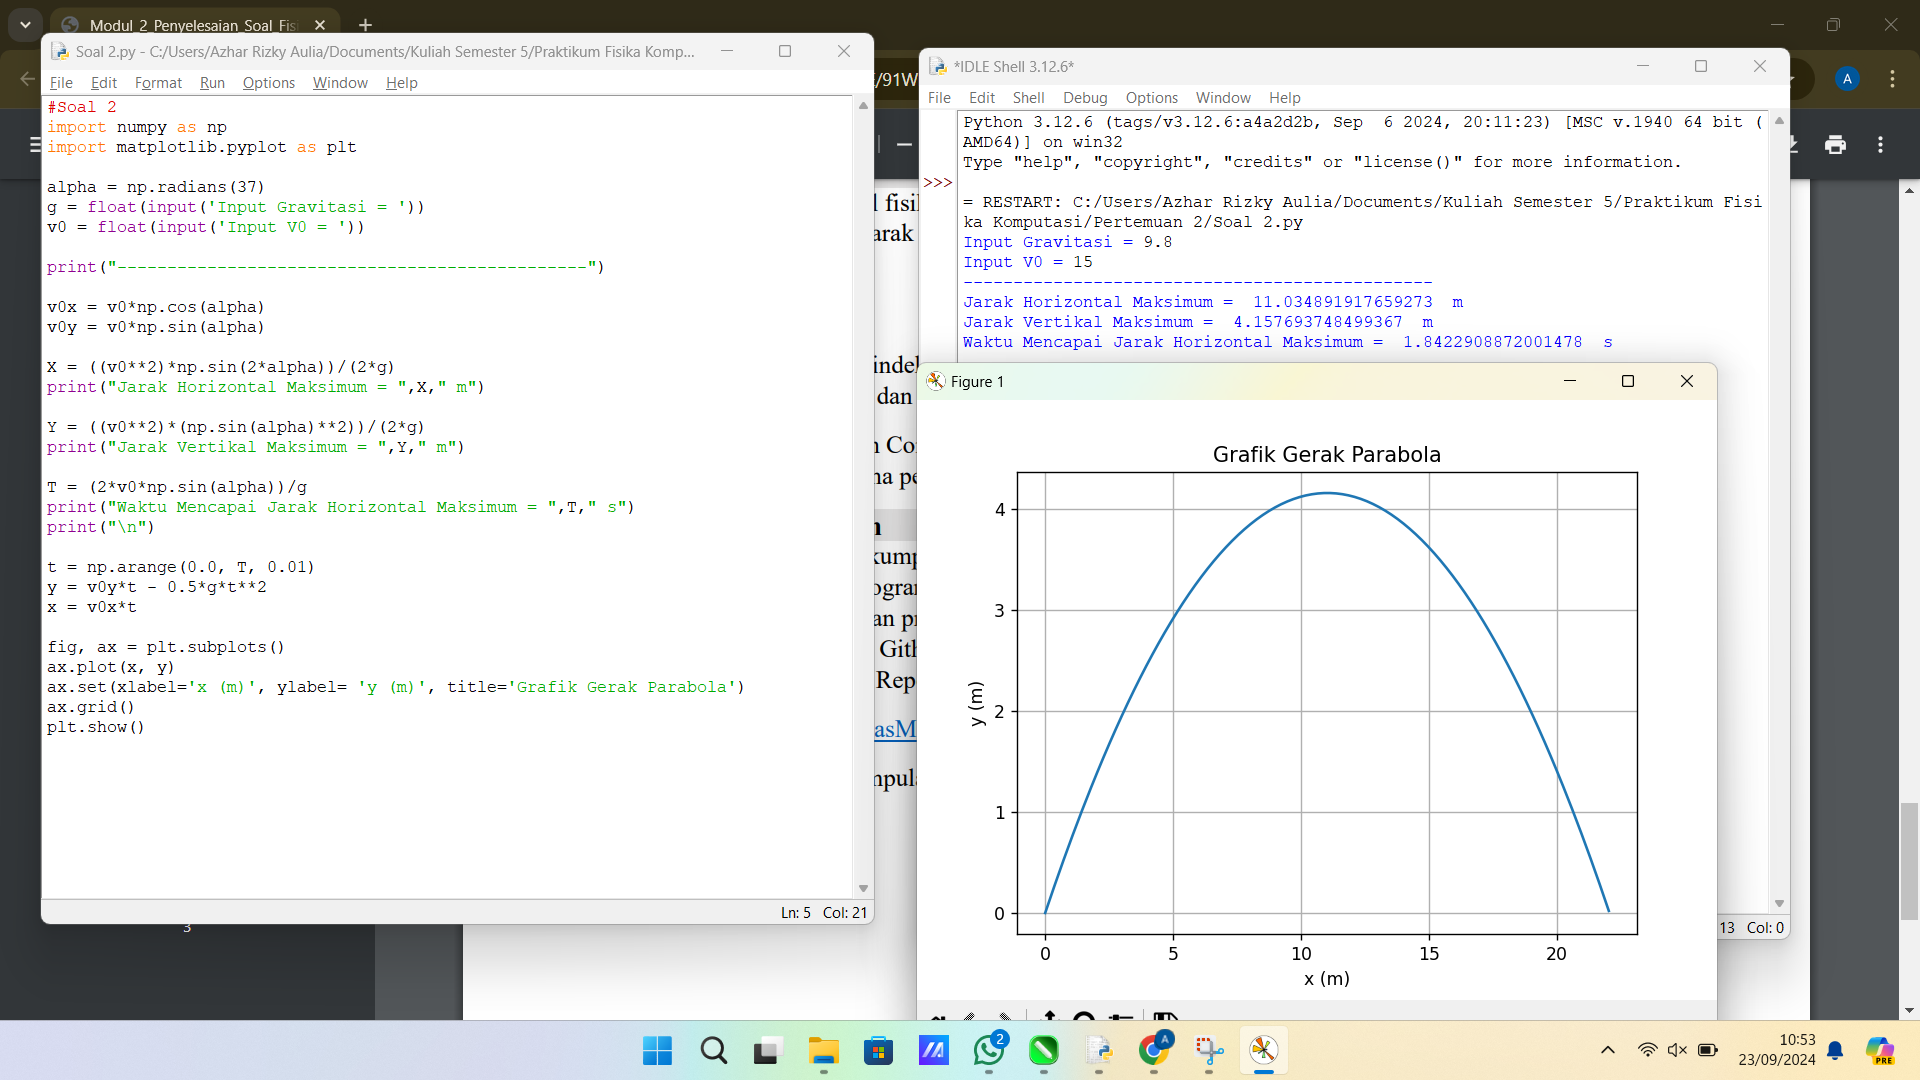 Modul_2_Penyelesaian_Soal_Fis
Soal 2.py - C:/Users/Azhar Rizky Aulia/Documents/Kuliah Semester 5/Praktikum Fisika Komp...
File Edit Format Run Options Window Help
#Soal 2
import numpy as np
import matplotlib.pyplot as plt
alpha = np.radians(37)
g = float(input('Input Gravitasi = '))
v0 = float(input('Input V0 = '))
print("-----------------------------------------------")
v0x = v0*np.cos(alpha)
v0y = v0*np.sin(alpha)
X = ((v0**2)*np.sin(2*alpha))/(2*g)
print("Jarak Horizontal Maksimum = ",X," m")
Y = ((v0**2)*(np.sin(alpha)**2))/(2*g)
print("Jarak Vertikal Maksimum = ",Y," m")
T = (2*v0*np.sin(alpha))/g
print("Waktu Mencapai Jarak Horizontal Maksimum = ",T," s")
print("\n")
t = np.arange(0.0, T, 0.01)
y = v0y*t - 0.5*g*t**2
x = v0x*t
fig, ax = plt.subplots()
ax.plot(x, y)
ax.set(xlabel='x (m)', ylabel= 'y (m)', title='Grafik Gerak Parabola')
ax.grid()
plt.show()
Ln: 5 Col: 21
3
/91W
A
arak
dan
Rep
asM
*IDLE Shell 3.12.6*
File Edit Shell Debug Options Window Help
Python 3.12.6 (tags/v3.12.6:a4a2d2b, Sep  6 2024, 20:11:23) [MSC v.1940 64 bit (
AMD64)] on win32
Type "help", "copyright", "credits" or "license()" for more information.
>>>
= RESTART: C:/Users/Azhar Rizky Aulia/Documents/Kuliah Semester 5/Praktikum Fisi
ka Komputasi/Pertemuan 2/Soal 2.py
Input Gravitasi = 9.8
Input V0 = 15
-----------------------------------------------
Jarak Horizontal Maksimum =  11.034891917659273  m
Jarak Vertikal Maksimum =  4.157693748499367  m
Waktu Mencapai Jarak Horizontal Maksimum =  1.8422908872001478  s
13 Col: 0
Figure 1
Grafik Gerak Parabola
4
3
2
1
0
y (m)
0 5 10 15 20
x (m)
2
A
10:53
23/09/2024
PRE